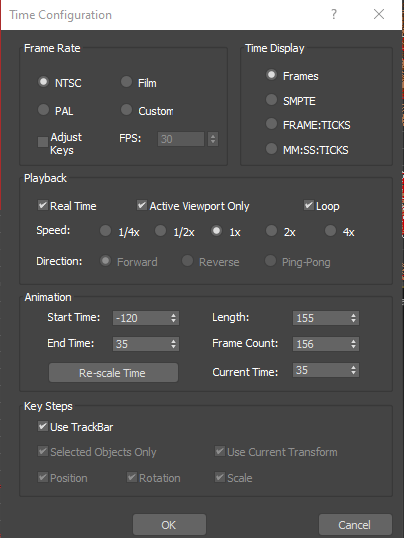 Time Configuration ? ×
Frame Rate
NTSC Film
PAL Custom
Adjust Keys FPS: 30
Time Display
Frames
SMPTE
FRAME:TICKS
MM:SS:TICKS
Playback
Real Time Active Viewport Only Loop
Speed: 1/4x 1/2x 1x 2x 4x
Direction: Forward Reverse Ping-Pong
Animation
Start Time: -120 Length: 155
End Time: 35 Frame Count: 156
Re-scale Time Current Time: 35
Key Steps
Use TrackBar
Selected Objects Only Use Current Transform
Position Rotation Scale
OK Cancel